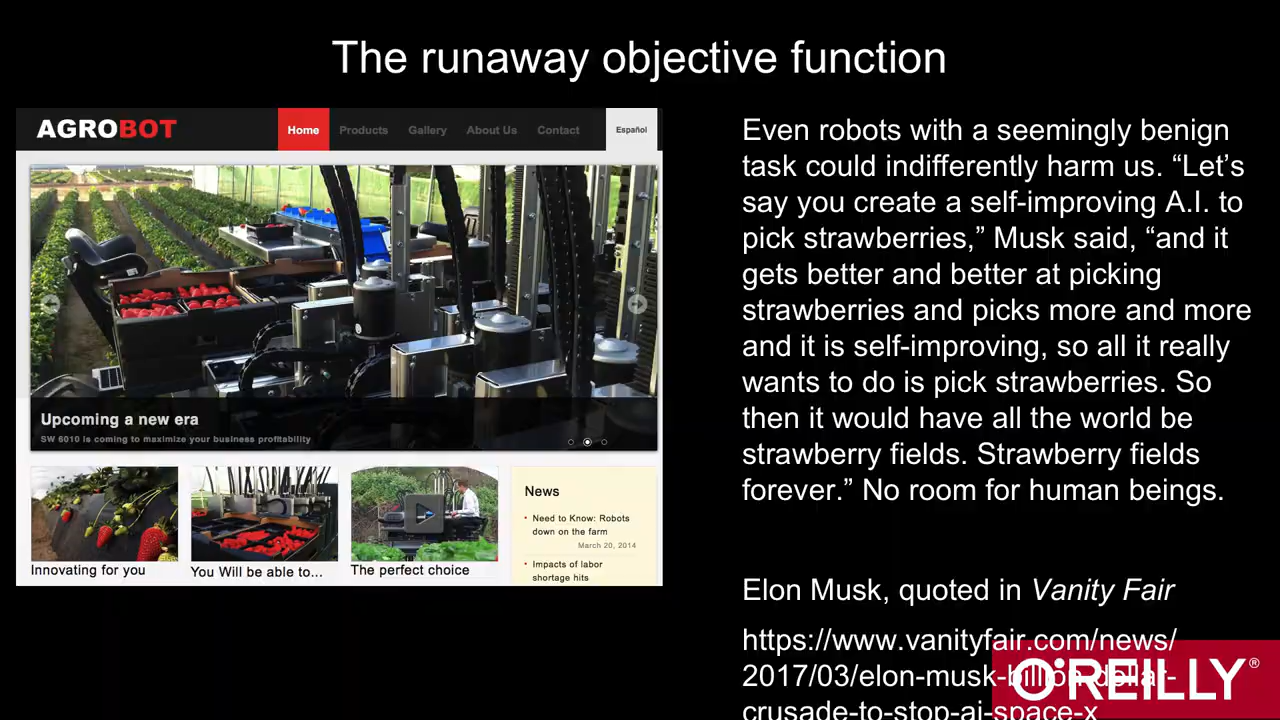 The runaway objective function
AGROBOT
Home
Products
Gallery
About Us
Contact
Español
Upcoming a new era
SW 6010 is coming to maximize your business profitability
Innovating for you
You Will be able to...
The perfect choice
News
Need to Know: Robots
down on the farm
March 20, 2014
Impacts of labor
shortage hits
Even robots with a seemingly benign
task could indifferently harm us. “Let’s
say you create a self-improving A.I. to
pick strawberries,” Musk said, “and it
gets better and better at picking
strawberries and picks more and more
and it is self-improving, so all it really
wants to do is pick strawberries. So
then it would have all the world be
strawberry fields. Strawberry fields
forever.” No room for human beings.
Elon Musk, quoted in Vanity Fair
https://www.vanityfair.com/news/
2017/03/elon-musk-billion-dollar-
crusade-to-stop-ai-space-x
O'REILLY®